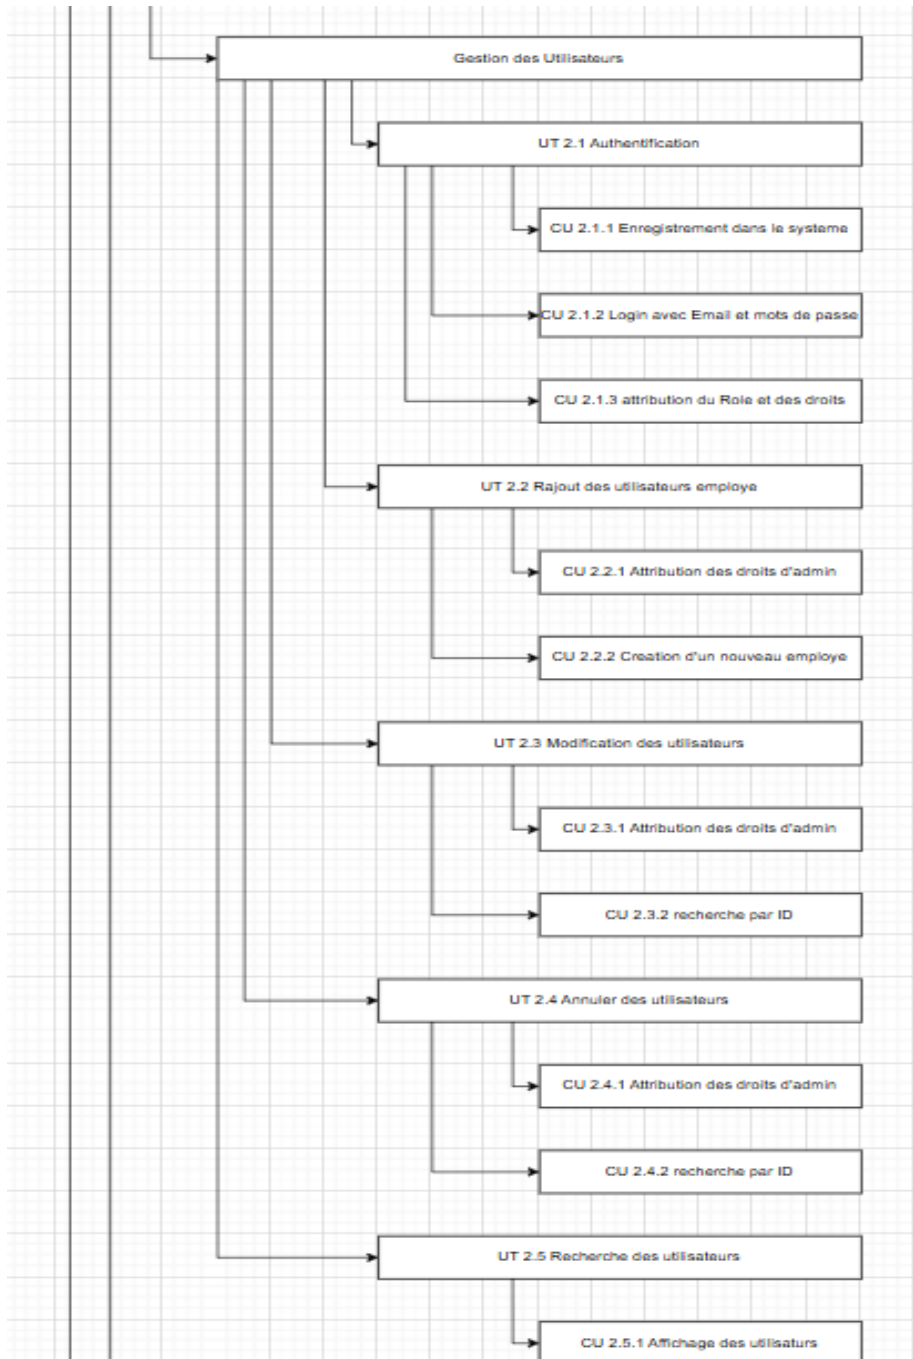 Gestion des Utilisateurs
UT 2.1 Authentification
CU 2.1.1 Enregistrement dans le systeme
CU 2.1.2 Login avec Email et mots de passe
CU 2.1.3 attribution du Role et des droits
UT 2.2 Rajout des utilisateurs employe
CU 2.2.1 Attribution des droits d'admin
CU 2.2.2 Creation d'un nouveau employe
UT 2.3 Modification des utilisateurs
CU 2.3.1 Attribution des droits d'admin
CU 2.3.2 recherche par ID
UT 2.4 Annuler des utilisateurs
CU 2.4.1 Attribution des droits d'admin
CU 2.4.2 recherche par ID
UT 2.5 Recherche des utilisateurs
CU 2.5.1 Affichage des utilisaturs